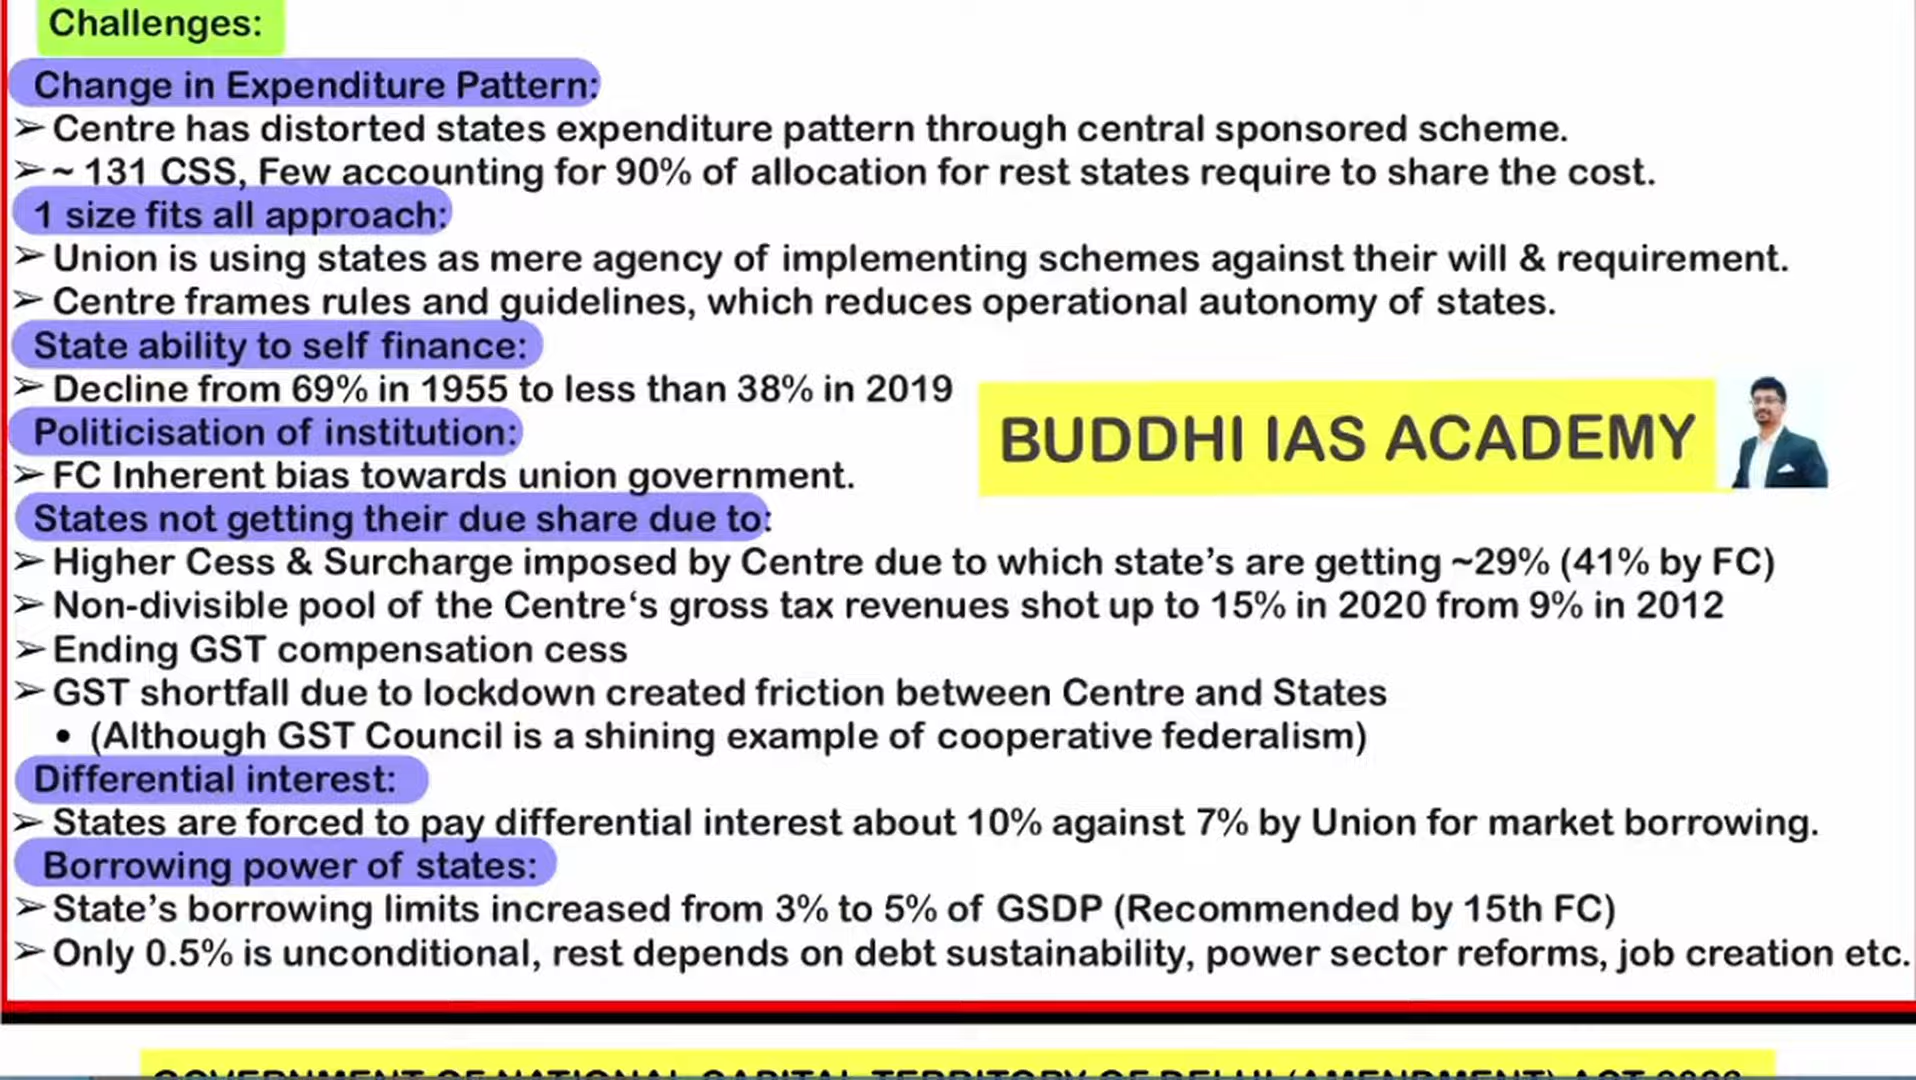 Challenges:
Change in Expenditure Pattern:
➢ Centre has distorted states expenditure pattern through central sponsored scheme.
➢ ~ 131 CSS, Few accounting for 90% of allocation for rest states require to share the cost.
1 size fits all approach:
➢ Union is using states as mere agency of implementing schemes against their will & requirement.
➢ Centre frames rules and guidelines, which reduces operational autonomy of states.
State ability to self finance:
➢ Decline from 69% in 1955 to less than 38% in 2019
BUDDHI IAS ACADEMY
Politicisation of institution:
➢ FC Inherent bias towards union government.
States not getting their due share due to:
➢ Higher Cess & Surcharge imposed by Centre due to which state’s are getting ~29% (41% by FC)
➢ Non-divisible pool of the Centre‘s gross tax revenues shot up to 15% in 2020 from 9% in 2012
➢ Ending GST compensation cess
➢ GST shortfall due to lockdown created friction between Centre and States
• (Although GST Council is a shining example of cooperative federalism)
Differential interest:
➢ States are forced to pay differential interest about 10% against 7% by Union for market borrowing.
Borrowing power of states:
➢ State’s borrowing limits increased from 3% to 5% of GSDP (Recommended by 15th FC)
➢ Only 0.5% is unconditional, rest depends on debt sustainability, power sector reforms, job creation etc.
GOVERNMENT OF NATIONAL CAPITAL TERRITORY OF DELHI (AMENDMENT) ACT